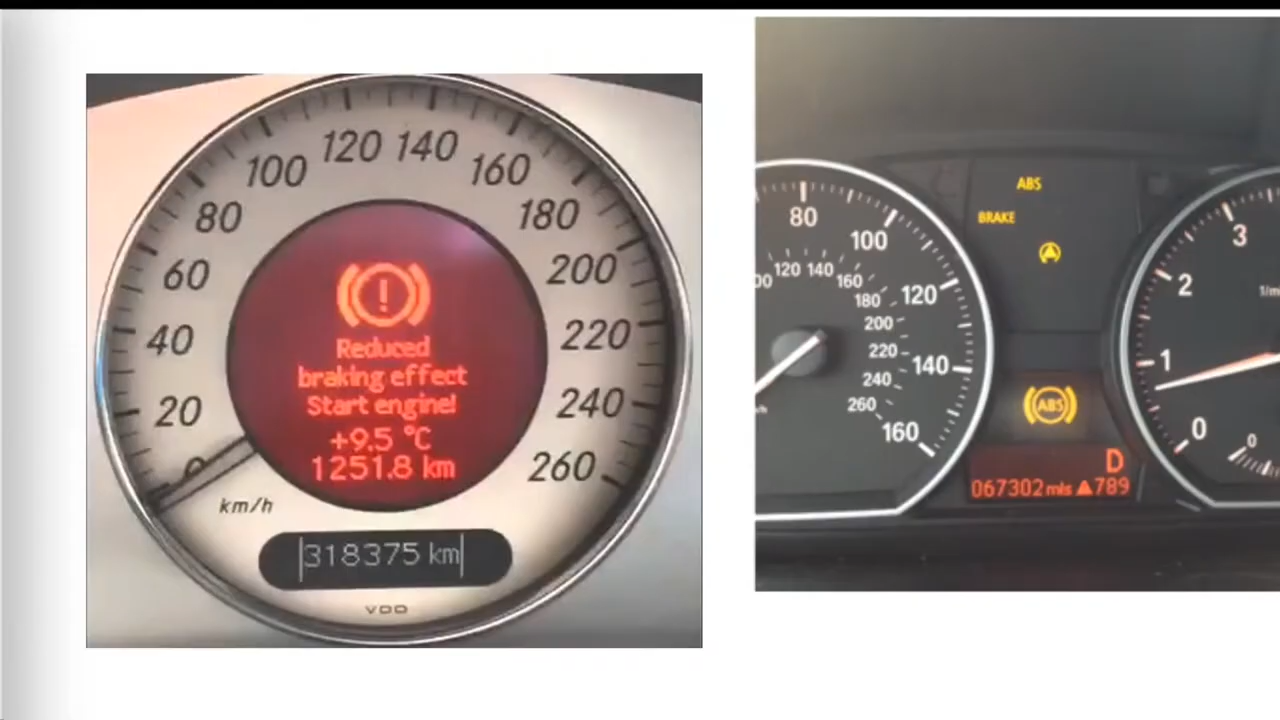 120 140
100 160
80 180
60 200
40 220
20 240
0 260
Reduced
braking effect
Start engine!
+9.5 °C
1251.8 km
km/h
318375 km
VDO
ABS
BRAKE
80
100
120
140
160
120 140
160
180
200
220
240
260
ABS
D
067302 mls ▲789
3
2
1
0
0